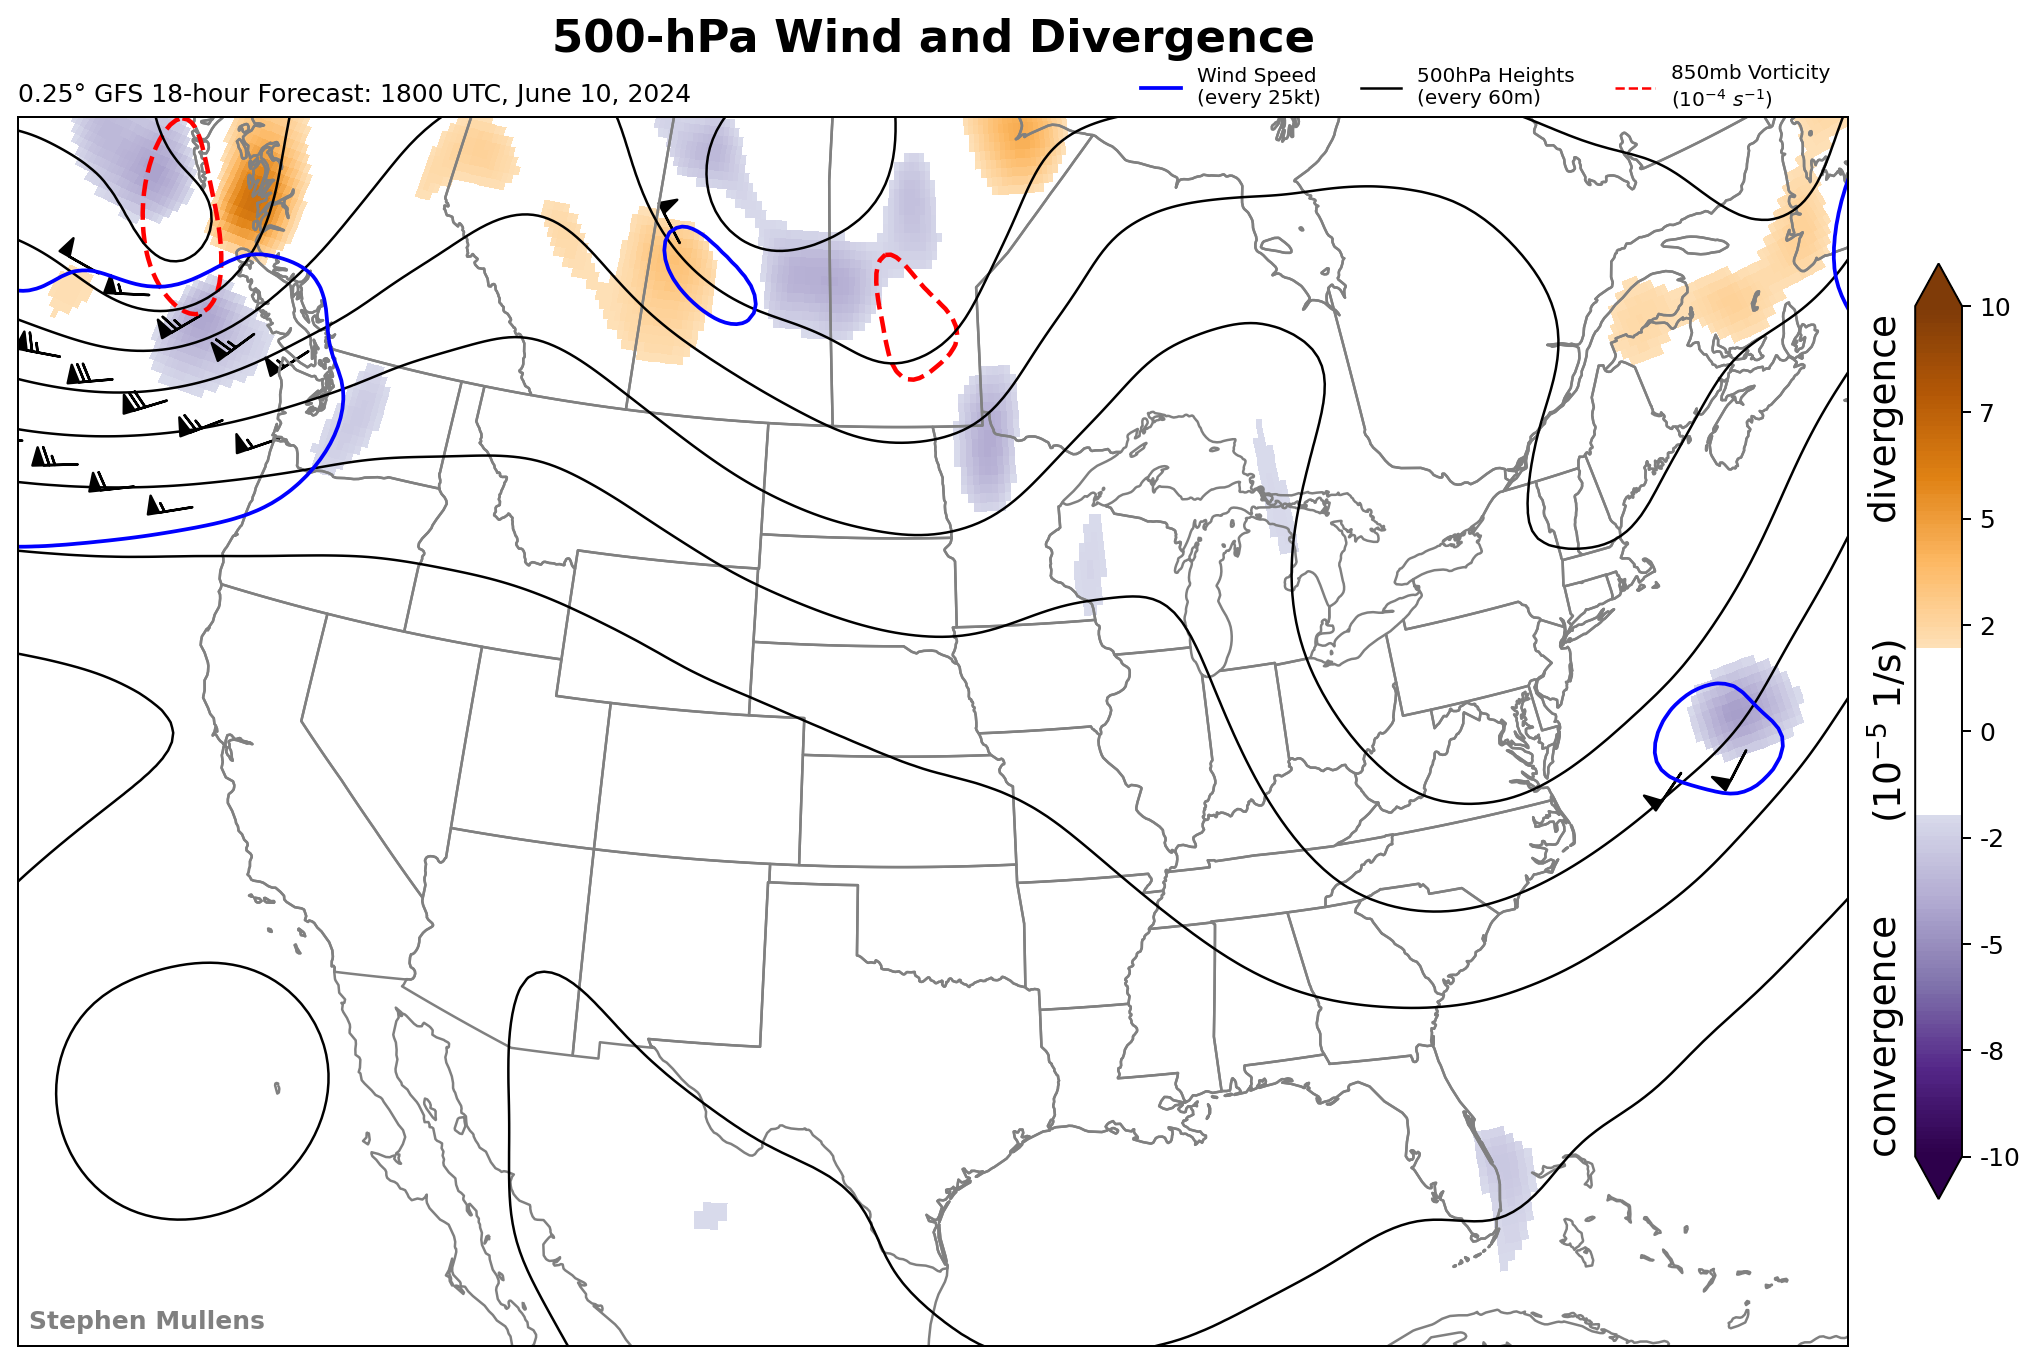 500-hPa Wind and Divergence
0.25° GFS 18-hour Forecast: 1800 UTC, June 10, 2024
Wind Speed
(every 25kt)
500hPa Heights
(every 60m)
850mb Vorticity
(10⁻⁴ s⁻¹)
10
7
5
2
0
-2
-5
-8
-10
convergence (10⁻⁵ 1/s) divergence
Stephen Mullens